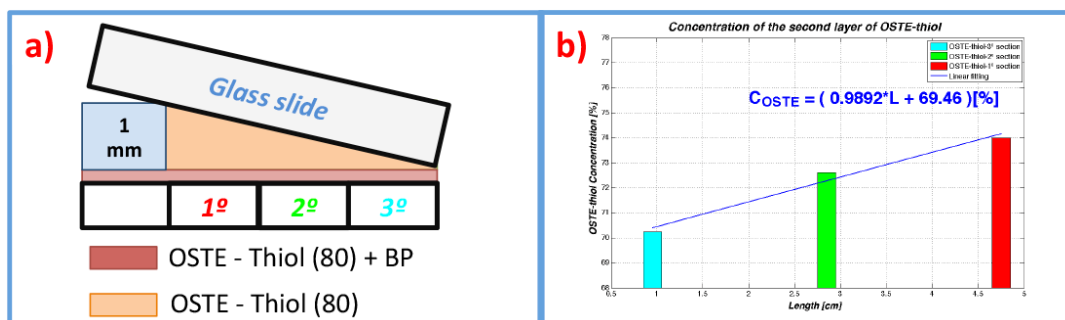 a)
Glass slide
1
mm
1º
2º
3º
OSTE - Thiol (80) + BP
OSTE - Thiol (80)
b)
Concentration of the second layer of OSTE-thiol
OSTE-thiol Concentration [%]
78
77
76
75
74
73
72
71
70
69
68
OSTE-thiol-3º section
OSTE-thiol-2º section
OSTE-thiol-1º section
Linear fitting
C_OSTE = ( 0.9892*L + 69.46 )[%]
0.5 1 1.5 2 2.5 3 3.5 4 4.5 5
Length [cm]